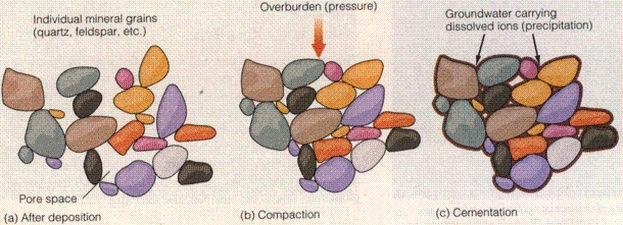 Individual mineral grains
(quartz, feldspar, etc.)
Pore space
(a) After deposition
Overburden (pressure)
(b) Compaction
Groundwater carrying
dissolved ions (precipitation)
(c) Cementation